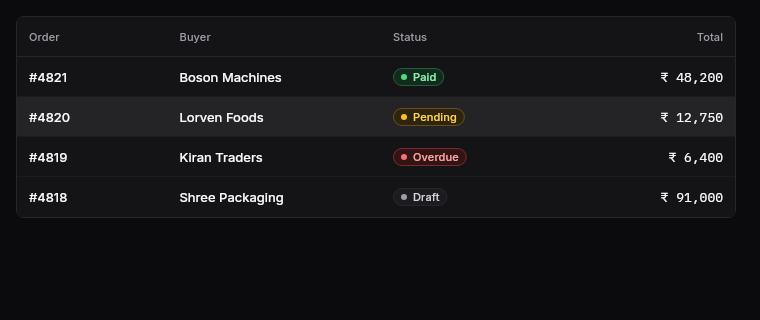 Order Buyer Status Total
#4821 Boson Machines Paid ₹ 48,200
#4820 Lorven Foods Pending ₹ 12,750
#4819 Kiran Traders Overdue ₹ 6,400
#4818 Shree Packaging Draft ₹ 91,000